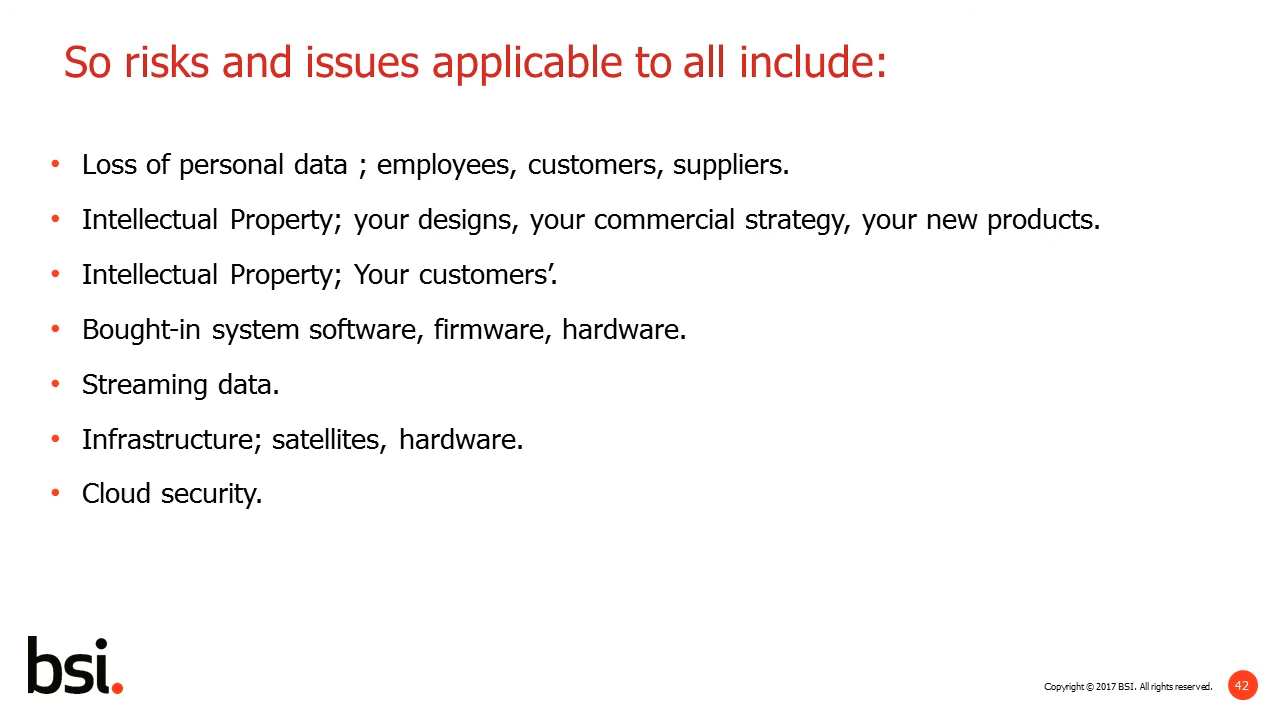 So risks and issues applicable to all include:
• Loss of personal data ; employees, customers, suppliers.
• Intellectual Property; your designs, your commercial strategy, your new products.
• Intellectual Property; Your customers’.
• Bought-in system software, firmware, hardware.
• Streaming data.
• Infrastructure; satellites, hardware.
• Cloud security.
bsi.
Copyright © 2017 BSI. All rights reserved.
42